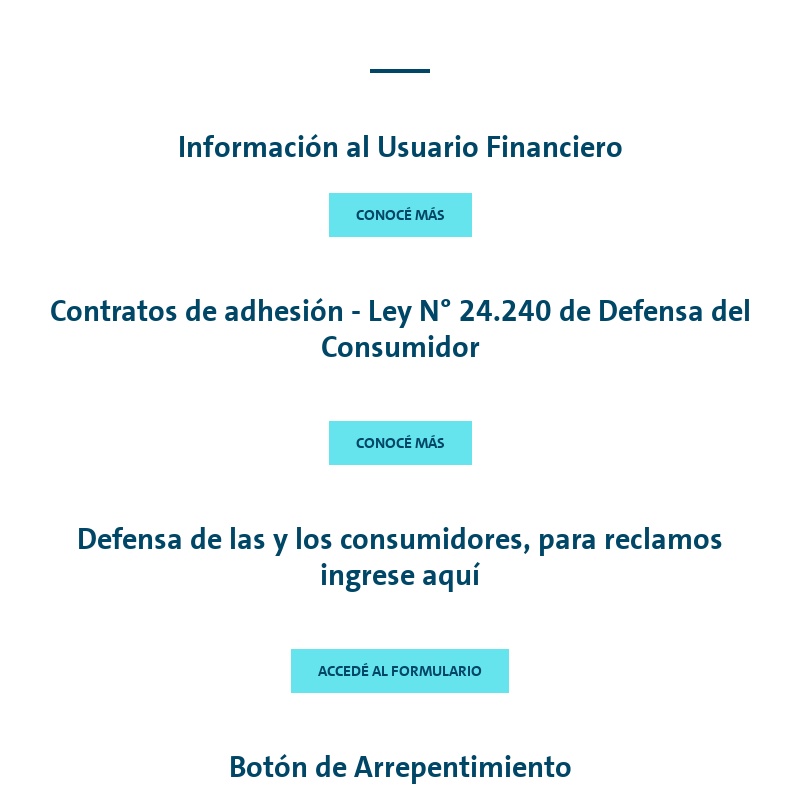 Información al Usuario Financiero
CONOCÉ MÁS
Contratos de adhesión - Ley N° 24.240 de Defensa del
Consumidor
CONOCÉ MÁS
Defensa de las y los consumidores, para reclamos
ingrese aquí
ACCEDÉ AL FORMULARIO
Botón de Arrepentimiento